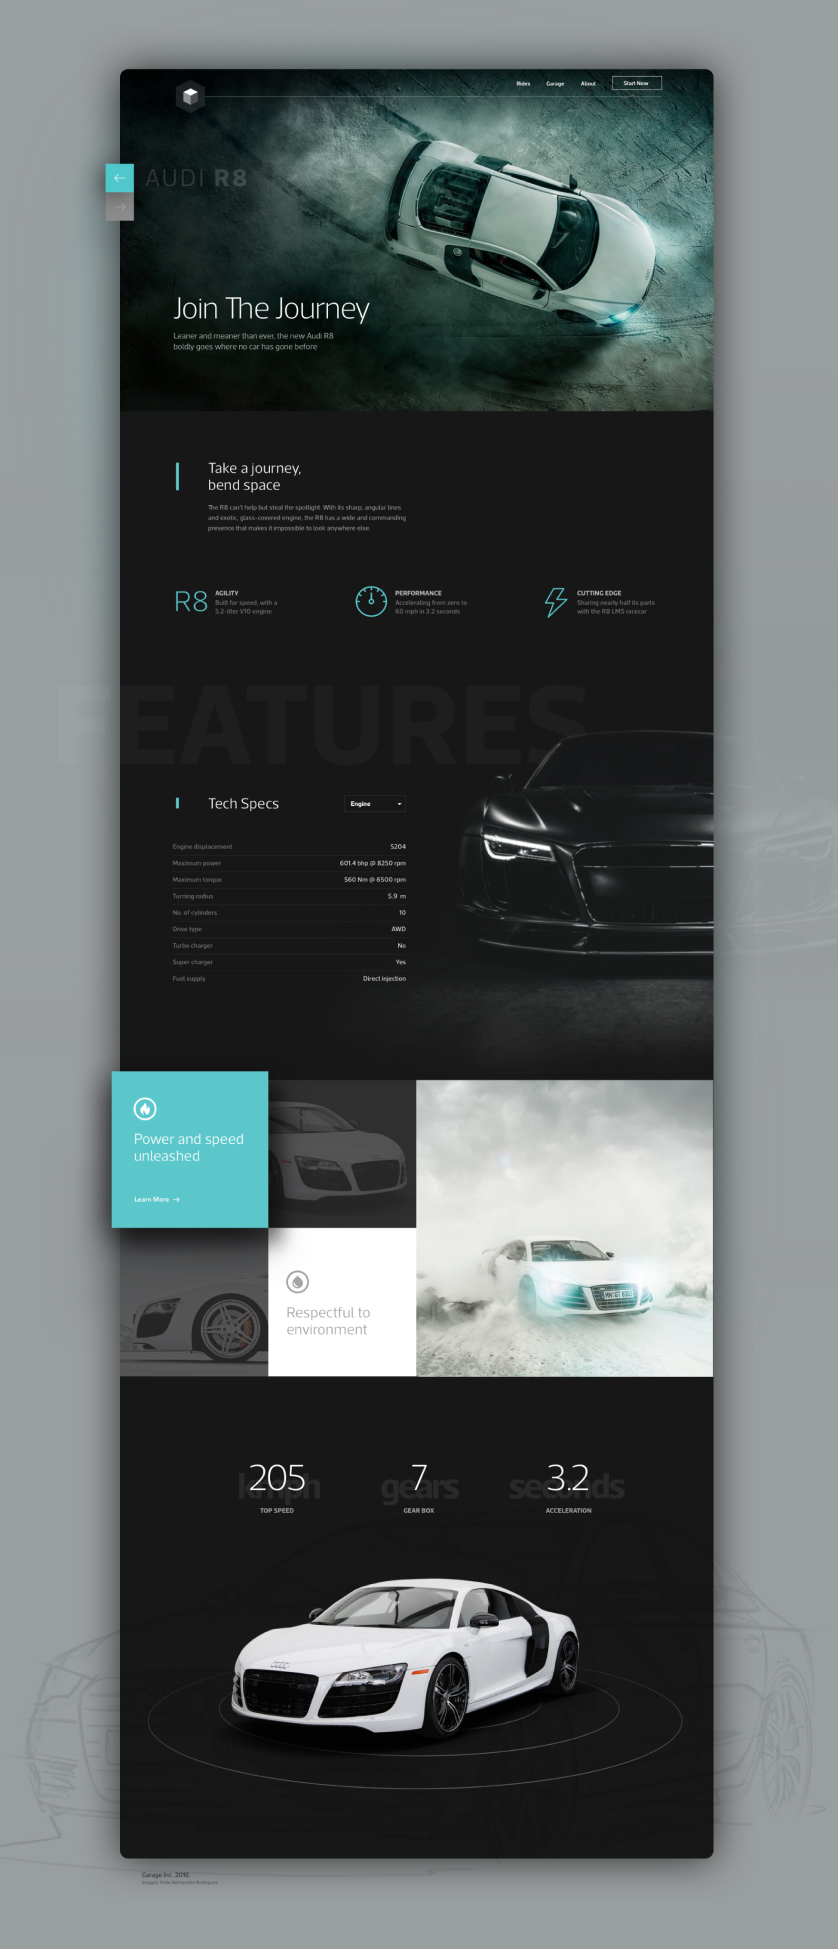 Rides Garage About Start Now
AUDI R8
Join The Journey
Leaner and meaner than ever, the new Audi R8
boldly goes where no car has gone before
Take a journey,
bend space
The R8 can't help but steal the spotlight. With its sharp, angular lines
and exotic, glass-covered engine, the R8 has a wide and commanding
presence that makes it impossible to look anywhere else.
R8
AGILITY
Built for speed, with a
5.2-liter V10 engine
PERFORMANCE
Accelerating from zero to
60 mph in 3.2 seconds
CUTTING EDGE
Sharing nearly half its parts
with the R8 LMS racecar
FEATURES
Tech Specs
Engine
Engine displacement 5204
Maximum power 601.4 bhp @ 8250 rpm
Maximum torque 560 Nm @ 6500 rpm
Turning radius 5.9 m
No. of cylinders 10
Drive type AWD
Turbo charger No
Super charger Yes
Fuel supply Direct injection
Power and speed
unleashed
Learn More
Respectful to
environment
kmph gears seconds
205 7 3.2
TOP SPEED GEAR BOX ACCELERATION
Garage Inc. 2016.